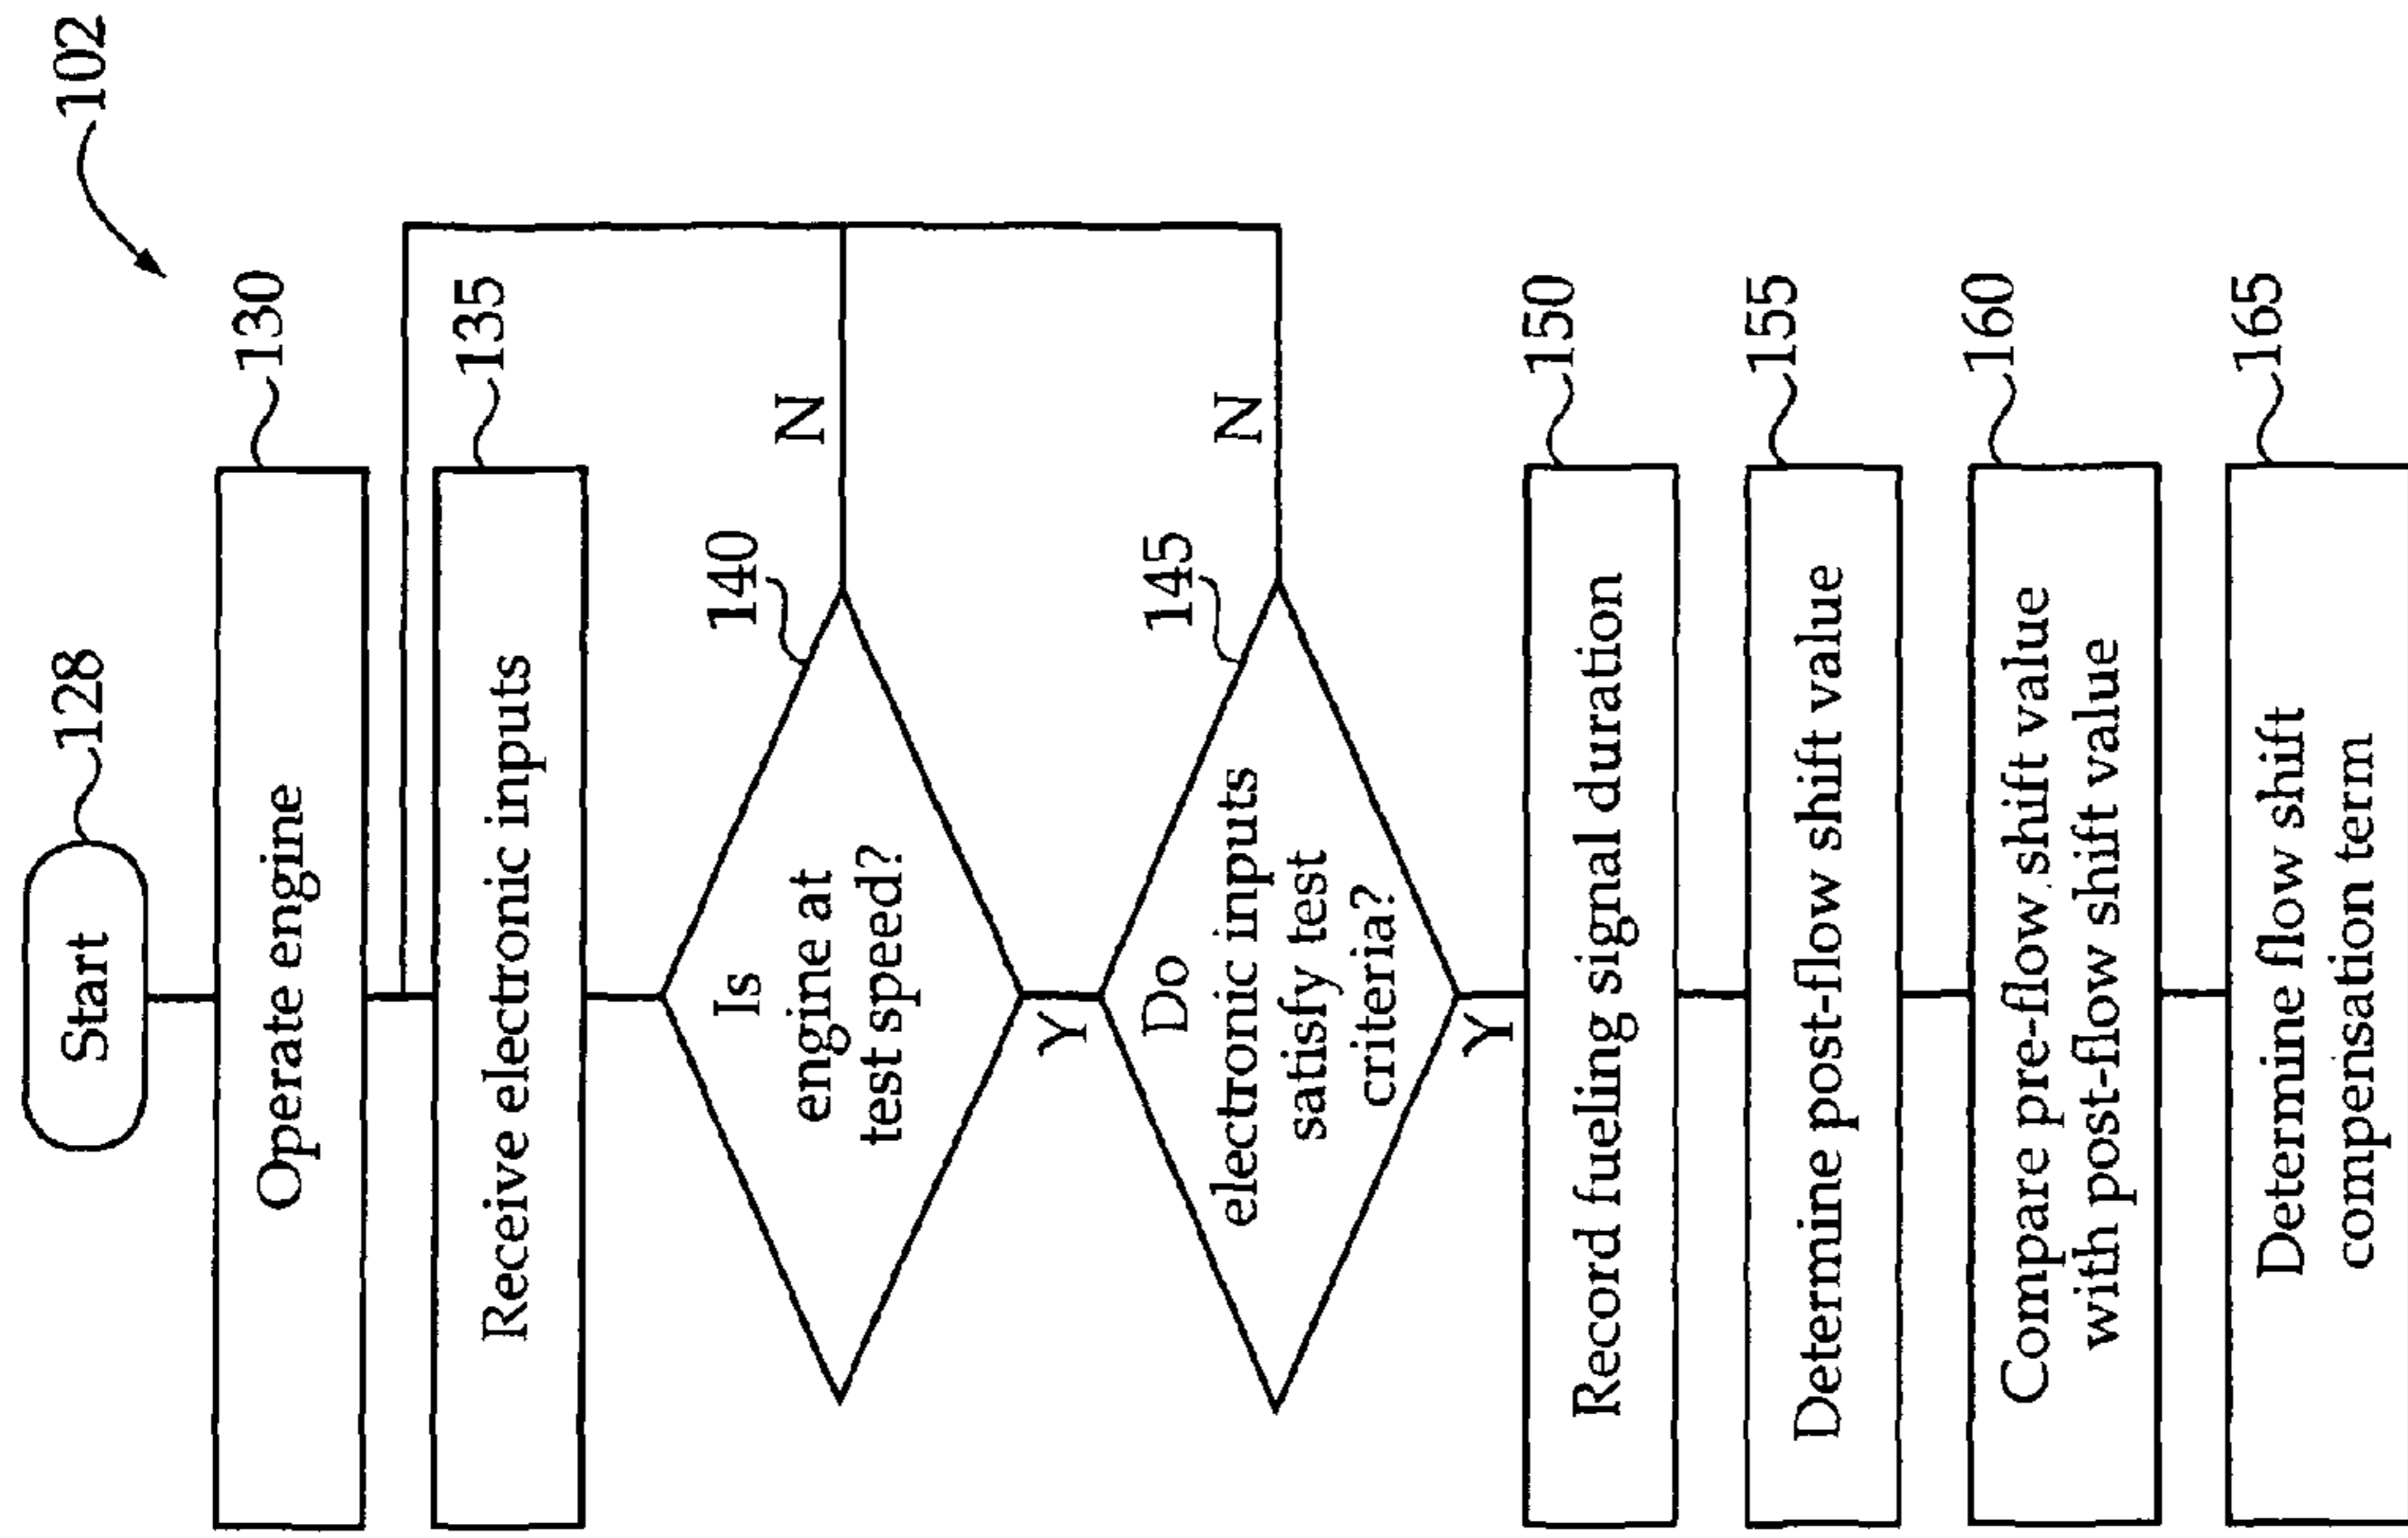 102
Start
128
Operate engine
130
Receive electronic inputs
135
Is
engine at
test speed?
140
N
Y
Do
electronic inputs
satisfy test
criteria?
145
N
Y
Record fueling signal duration
150
Determine post-flow shift value
155
Compare pre-flow shift value
with post-flow shift value
160
Determine flow shift
compensation term
165